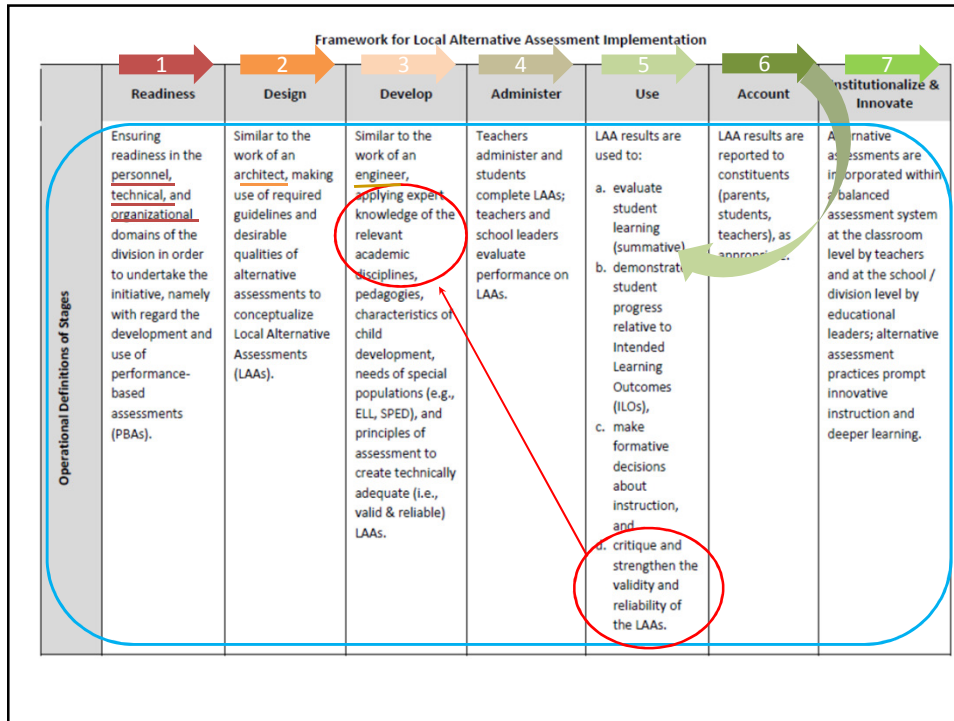 Framework for Local Alternative Assessment Implementation
1
2
3
4
5
6
7
Readiness
Design
Develop
Administer
Use
Account
Institutionalize &
Innovate
Operational Definitions of Stages
Ensuring
readiness in the
personnel,
technical, and
organizational
domains of the
division in order
to undertake the
initiative, namely
with regard the
development and
use of
performance-
based
assessments
(PBAs).
Similar to the
work of an
architect, making
use of required
guidelines and
desirable
qualities of
alternative
assessments to
conceptualize
Local Alternative
Assessments
(LAAs).
Similar to the
work of an
engineer,
applying expert
knowledge of the
relevant
academic
disciplines,
pedagogies,
characteristics of
child
development,
needs of special
populations (e.g.,
ELL, SPED), and
principles of
assessment to
create technically
adequate (i.e.,
valid & reliable)
LAAs.
Teachers
administer and
students
complete LAAs;
teachers and
school leaders
evaluate
performance on
LAAs.
LAA results are
used to:
a. evaluate
student
learning
(summative)
b. demonstrate
student
progress
relative to
Intended
Learning
Outcomes
(ILOs),
c. make
formative
decisions
about
instruction,
and
d. critique and
strengthen the
validity and
reliability of
the LAAs.
LAA results are
reported to
constituents
(parents,
students,
teachers), as
appropriate.
Alternative
assessments are
incorporated within
a balanced
assessment system
at the classroom
level by teachers
and at the school /
division level by
educational
leaders; alternative
assessment
practices prompt
innovative
instruction and
deeper learning.